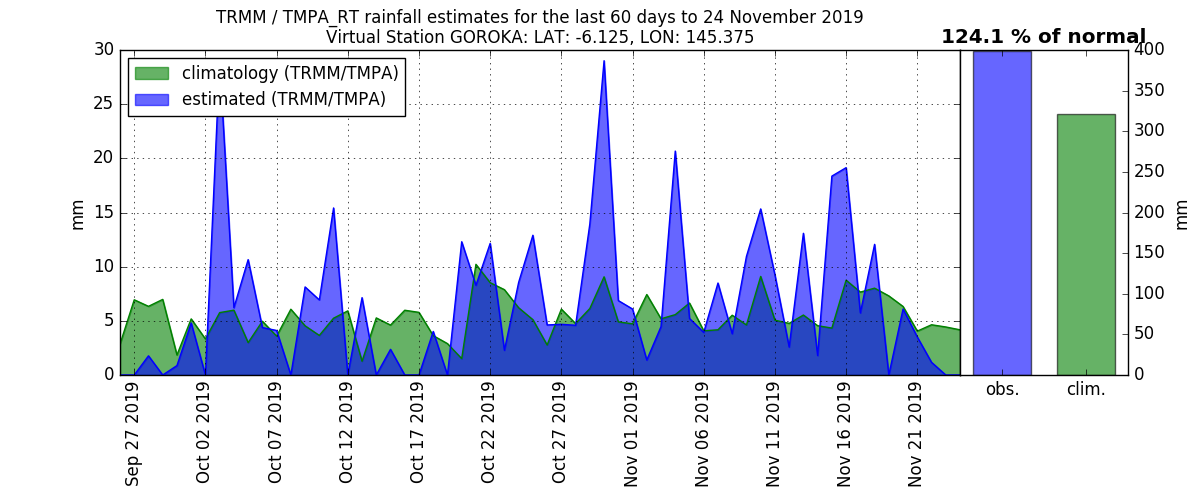 TRMM / TMPA_RT rainfall estimates for the last 60 days to 24 November 2019
Virtual Station GOROKA: LAT: -6.125, LON: 145.375
124.1 % of normal
climatology (TRMM/TMPA)
estimated (TRMM/TMPA)
30
25
20
15
10
5
0
mm
400
350
300
250
200
150
100
50
0
mm
obs.
clim.
Sep 27 2019
Oct 02 2019
Oct 07 2019
Oct 12 2019
Oct 17 2019
Oct 22 2019
Oct 27 2019
Nov 01 2019
Nov 06 2019
Nov 11 2019
Nov 16 2019
Nov 21 2019